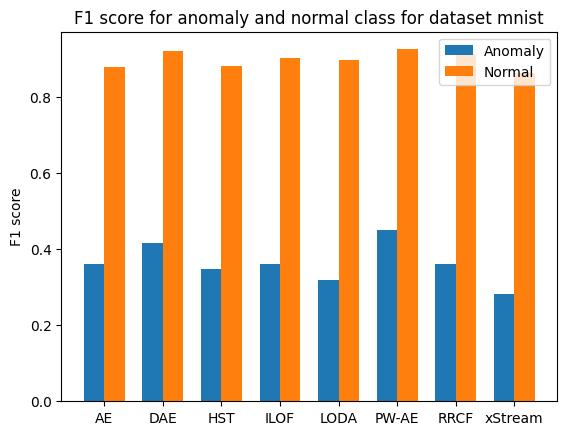 F1 score for anomaly and normal class for dataset mnist
Anomaly
Normal
F1 score
0.8
0.6
0.4
0.2
0.0
AE DAE HST ILOF LODA PW-AE RRCF xStream